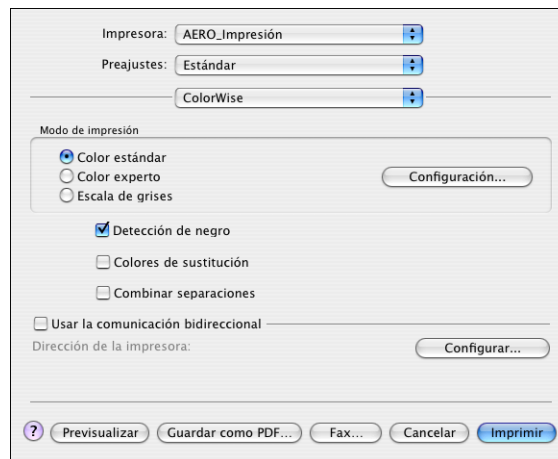 Impresora: AERO_Impresión
Preajustes: Estándar
ColorWise
Modo de impresión
Color estándar
Color experto
Configuración...
Escala de grises
Detección de negro
Colores de sustitución
Combinar separaciones
Usar la comunicación bidireccional
Dirección de la impresora:
Configurar...
? Previsualizar Guardar como PDF... Fax... Cancelar Imprimir